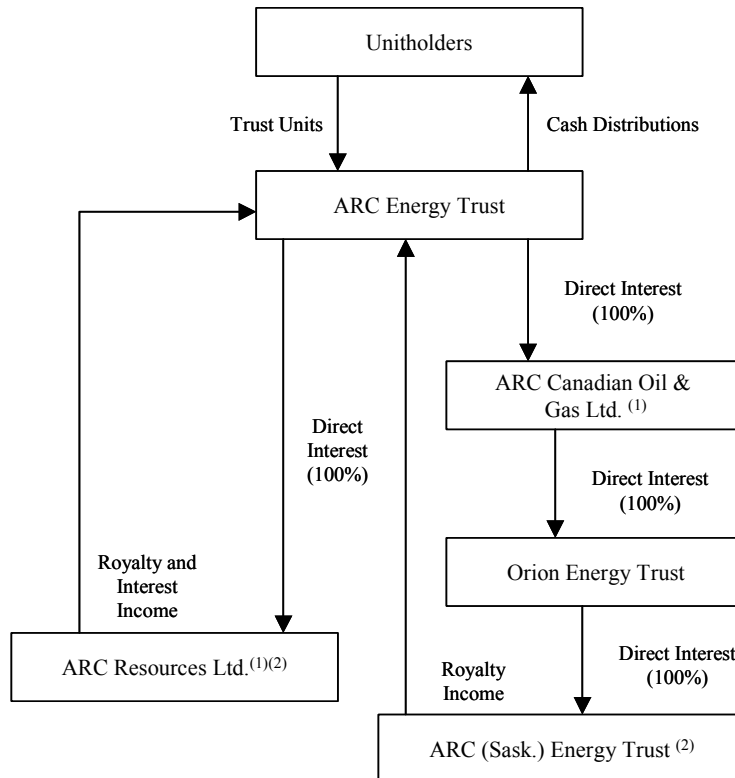 Unitholders
Trust Units
Cash Distributions
ARC Energy Trust
Direct Interest
(100%)
ARC Canadian Oil &
Gas Ltd. (1)
Direct
Interest
(100%)
Direct Interest
(100%)
Royalty and
Interest
Income
Orion Energy Trust
ARC Resources Ltd.(1)(2)
Royalty
Income
Direct Interest
(100%)
ARC (Sask.) Energy Trust (2)